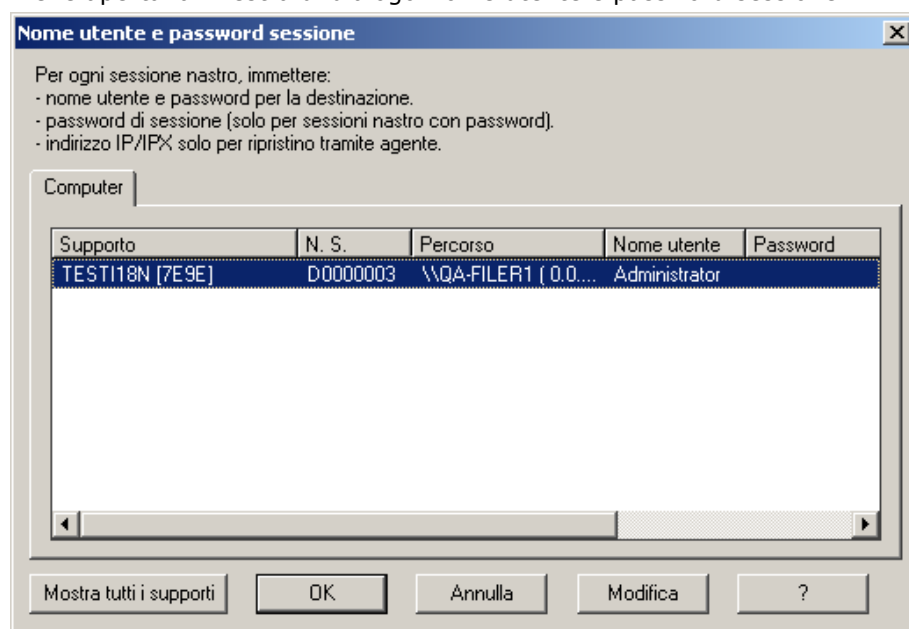 Nome utente e password sessione
Per ogni sessione nastro, immettere:
- nome utente e password per la destinazione.
- password di sessione (solo per sessioni nastro con password).
- indirizzo IP/IPX solo per ripristino tramite agente.
Computer
Supporto N. S. Percorso Nome utente Password
TESTI18N [7E9E] D0000003 \\QA-FILER1 ( 0.0.... Administrator
Mostra tutti i supporti OK Annulla Modifica ?